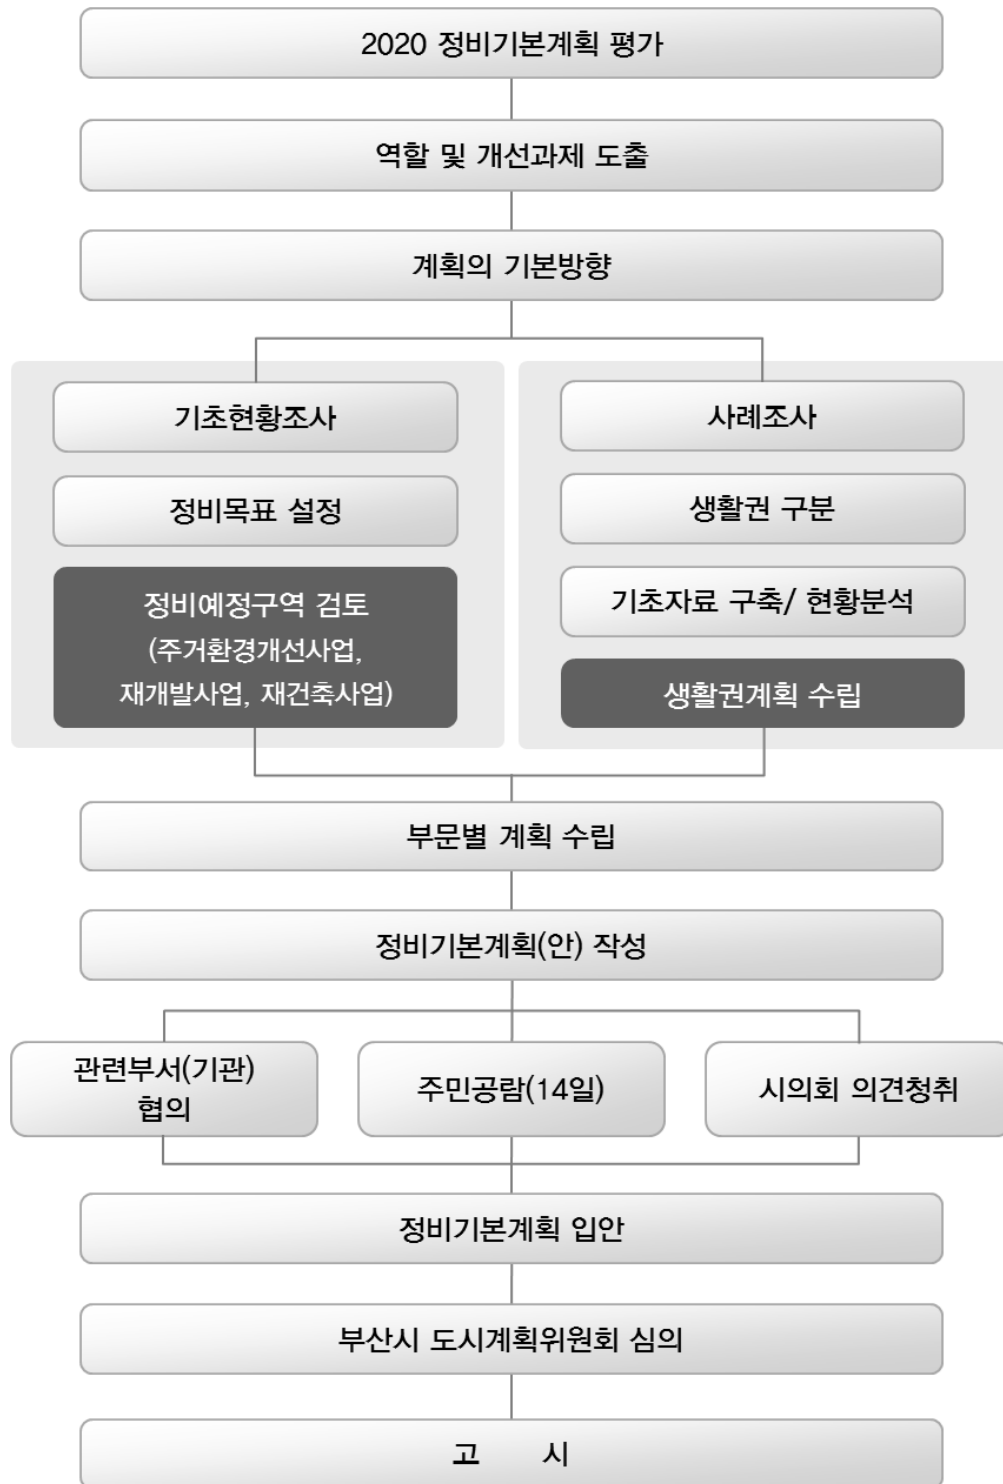 2020 정비기본계획 평가
역할 및 개선과제 도출
계획의 기본방향
기초현황조사
정비목표 설정
정비예정구역 검토
(주거환경개선사업,
재개발사업, 재건축사업)
사례조사
생활권 구분
기초자료 구축/ 현황분석
생활권계획 수립
부문별 계획 수립
정비기본계획(안) 작성
관련부서(기관)
협의
주민공람(14일)
시의회 의견청취
정비기본계획 입안
부산시 도시계획위원회 심의
고 시